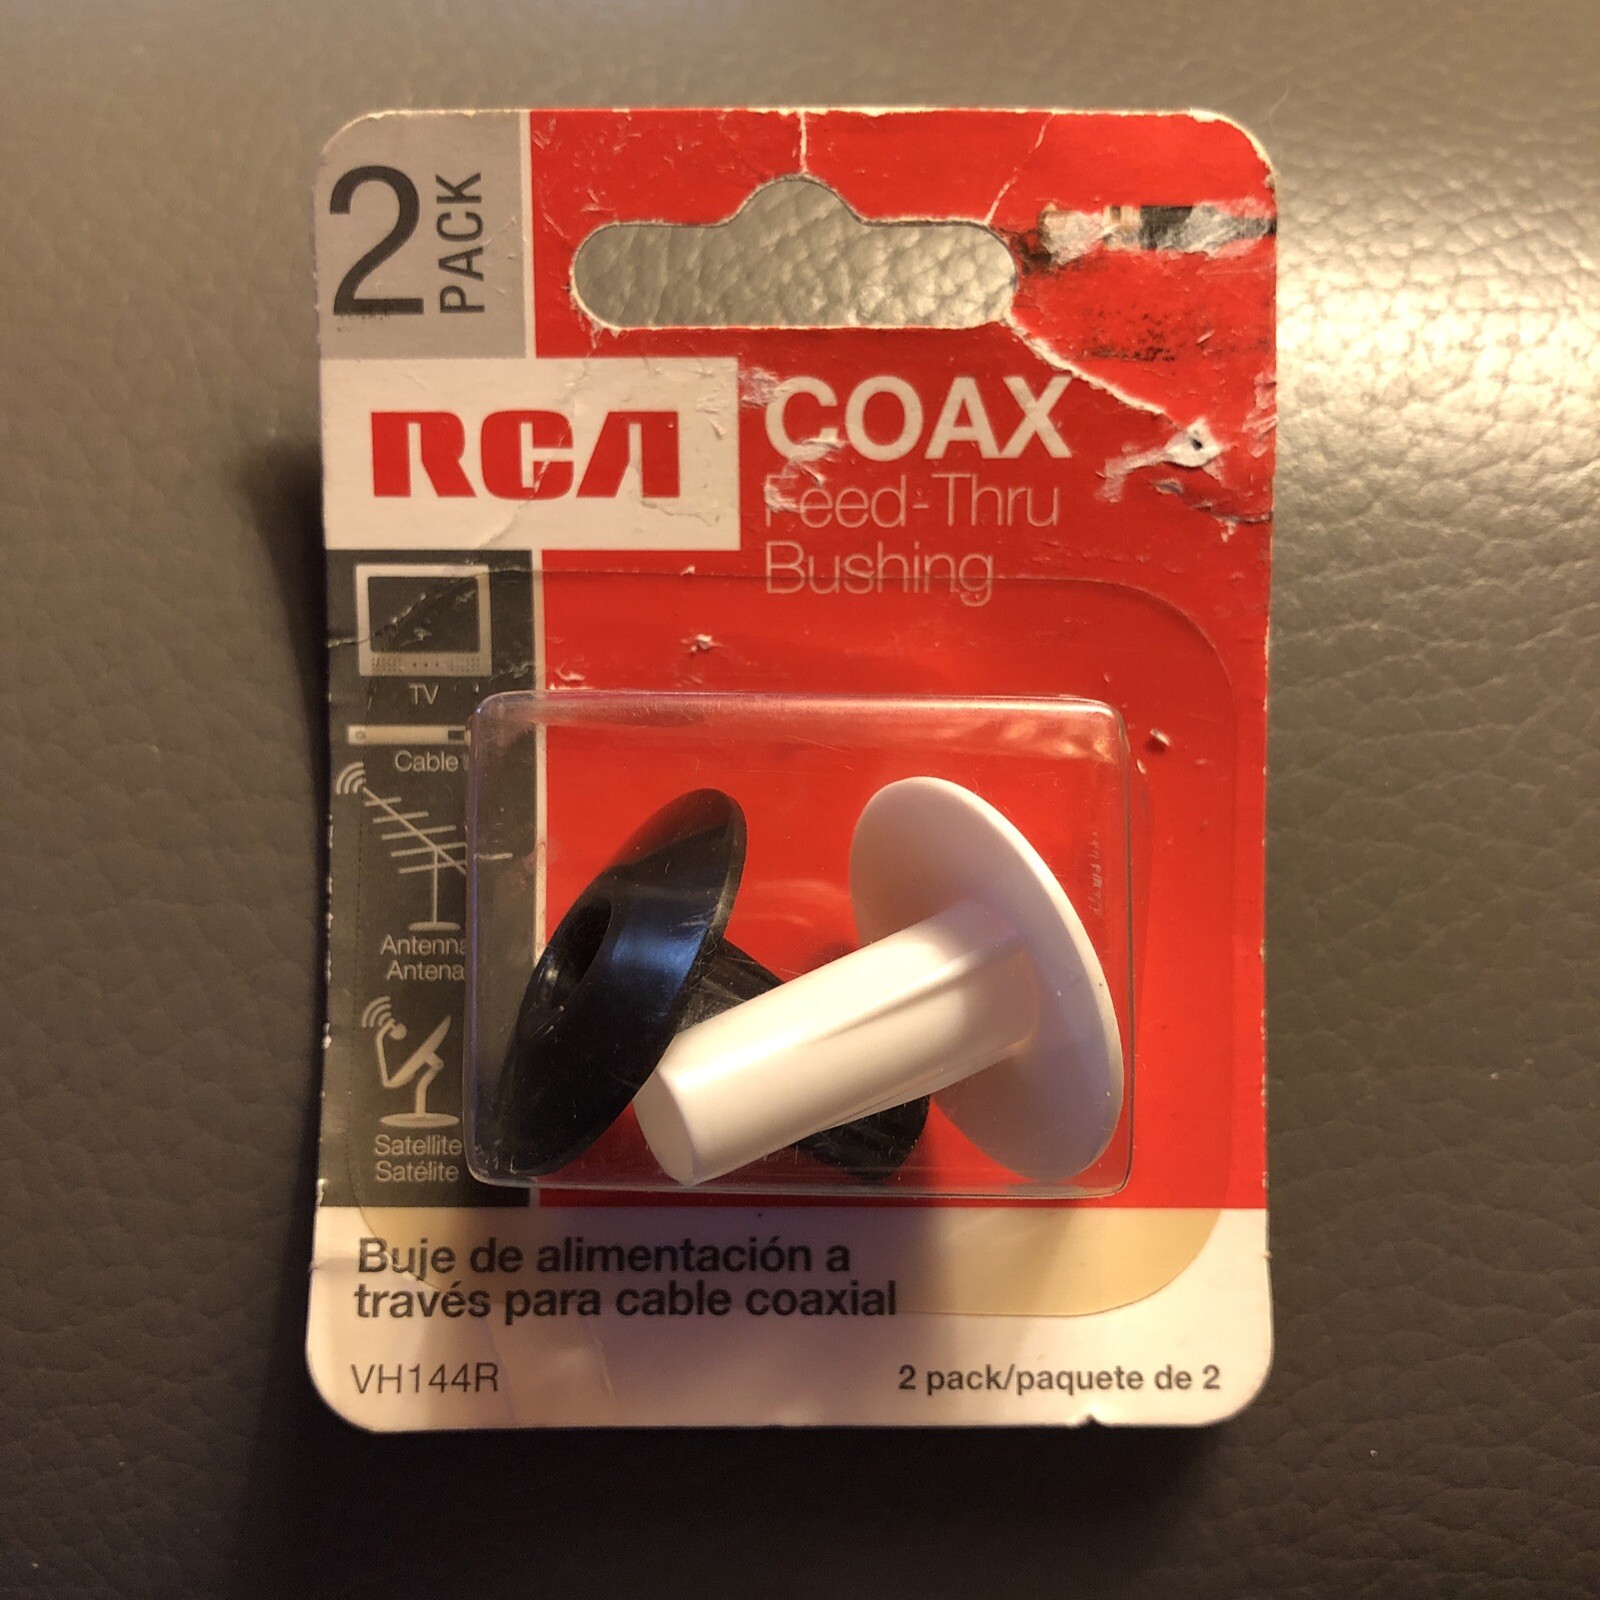 2 PACK
RCA
COAX
Feed-Thru
Bushing
TV
Cable
Antenna
Antena
Satellite
Satélite
Buje de alimentación a
través para cable coaxial
VH144R
2 pack/paquete de 2